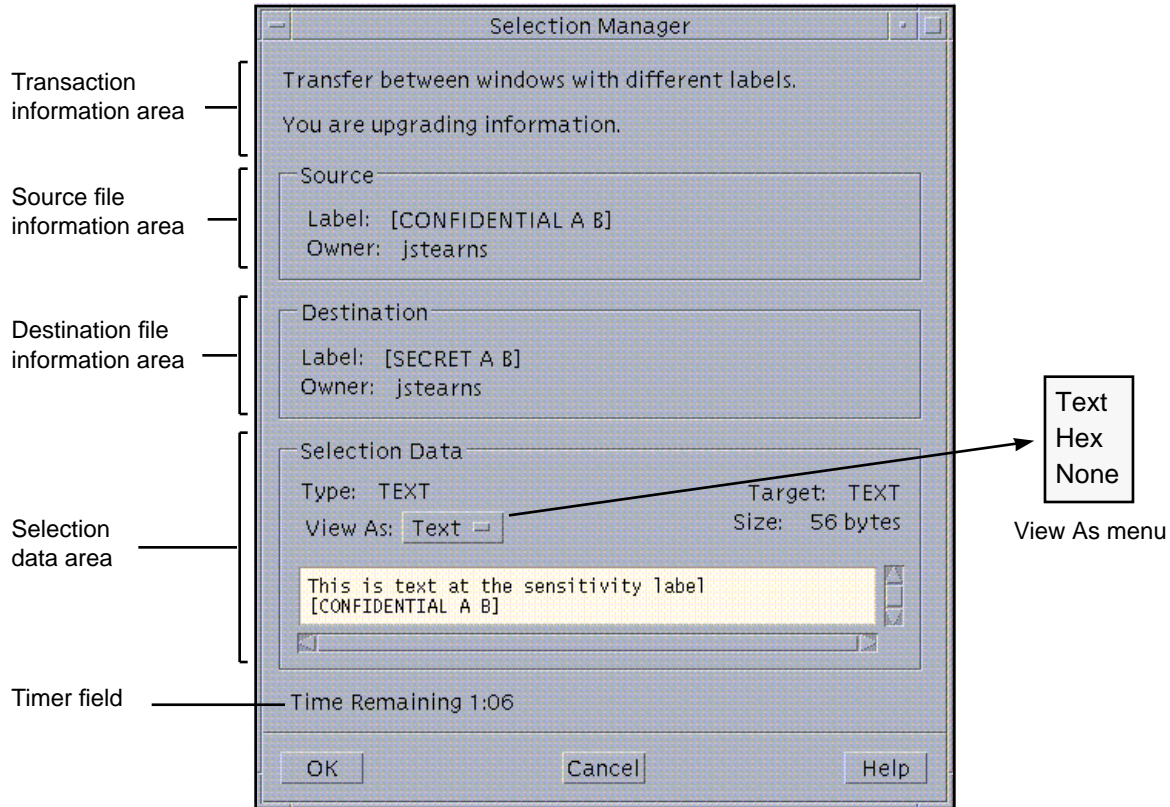 Selection Manager
Transaction
information area
Transfer between windows with different labels.
You are upgrading information.
Source file
information area
Source
Label: [CONFIDENTIAL A B]
Owner: jstearns
Destination file
information area
Destination
Label: [SECRET A B]
Owner: jstearns
Selection
data area
Selection Data
Type: TEXT
Target: TEXT
View As: Text
Size: 56 bytes
This is text at the sensitivity label
[CONFIDENTIAL A B]
Text
Hex
None
View As menu
Timer field
Time Remaining 1:06
OK
Cancel
Help